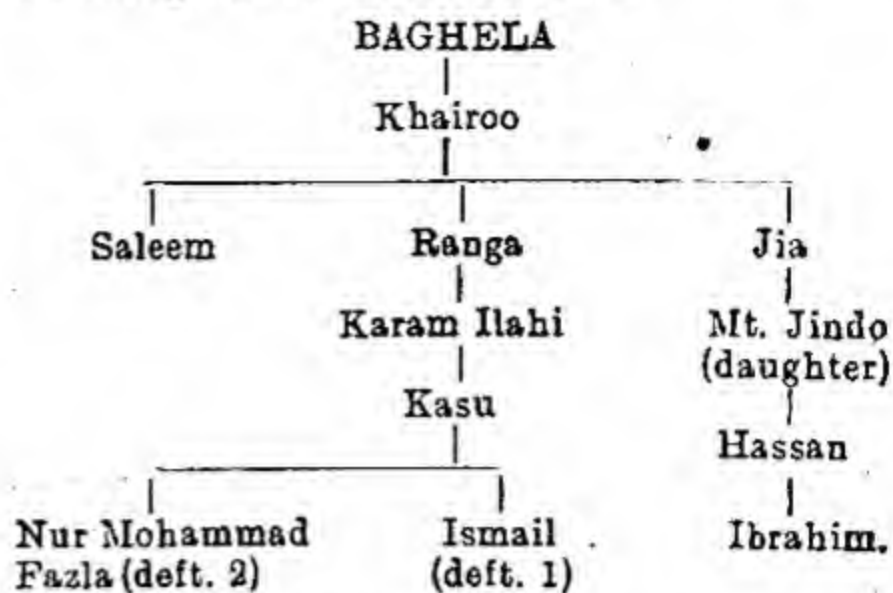 BAGHELA
Khairoo
Saleem Ranga Jia
Karam Ilahi Mt. Jindo
(daughter)
Kasu
Hassan
Nur Mohammad Ismail Ibrahim.
Fazla (deft. 2) (deft. 1)